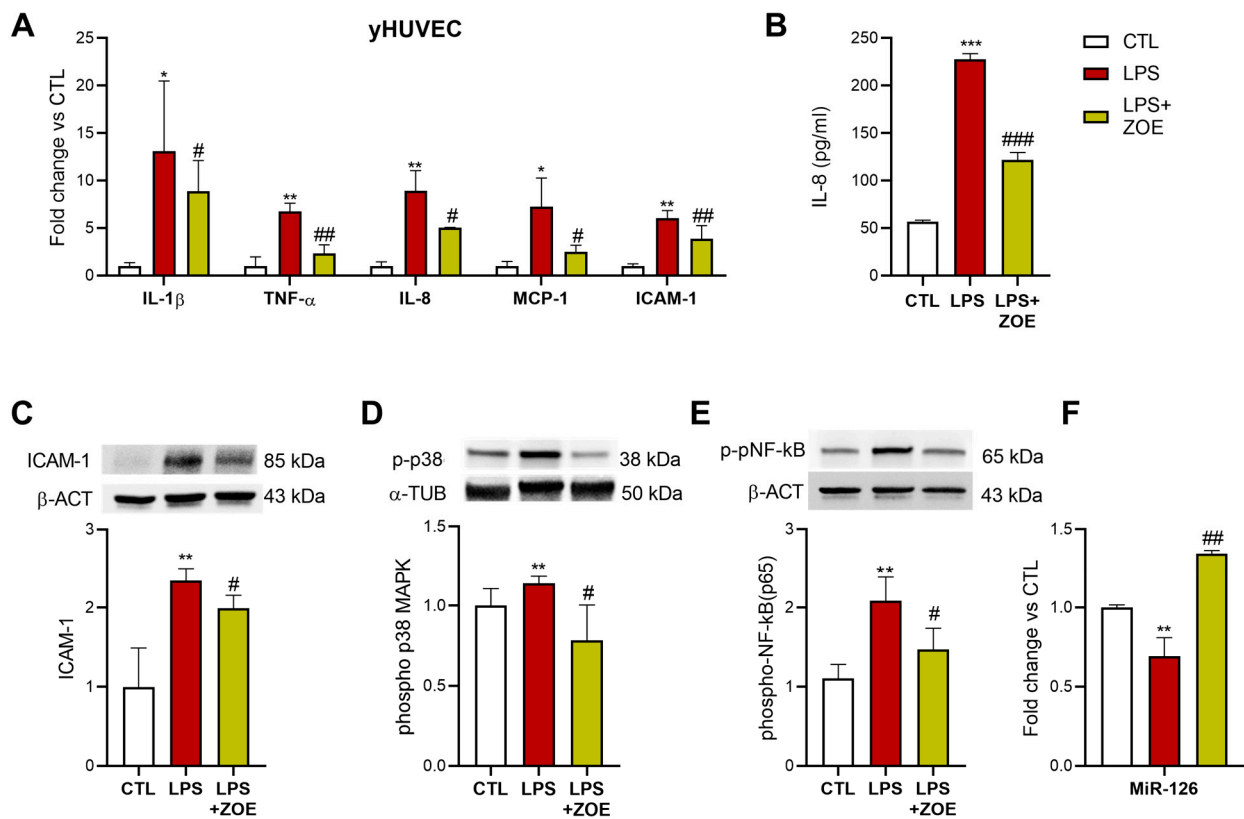 A
yHUVEC
Fold change vs CTL
25
20
15
10
5
0
*
#
**
##
**
#
*
#
**
##
IL-1β
TNF-α
IL-8
MCP-1
ICAM-1
B
IL-8 (pg/ml)
250
200
150
100
50
0
***
###
CTL
LPS
LPS+
ZOE
CTL
LPS
LPS+
ZOE
C
ICAM-1
85 kDa
β-ACT
43 kDa
ICAM-1
3
2
1
0
**
#
CTL
LPS
LPS
+ZOE
D
p-p38
38 kDa
α-TUB
50 kDa
phospho p38 MAPK
1.5
1.0
0.5
0.0
**
#
CTL
LPS
LPS
+ZOE
E
p-pNF-kB
65 kDa
β-ACT
43 kDa
phospho-NF-kB(p65)
3
2
1
0
**
#
CTL
LPS
LPS
+ZOE
F
Fold change vs CTL
1.5
1.0
0.5
0.0
**
##
MiR-126